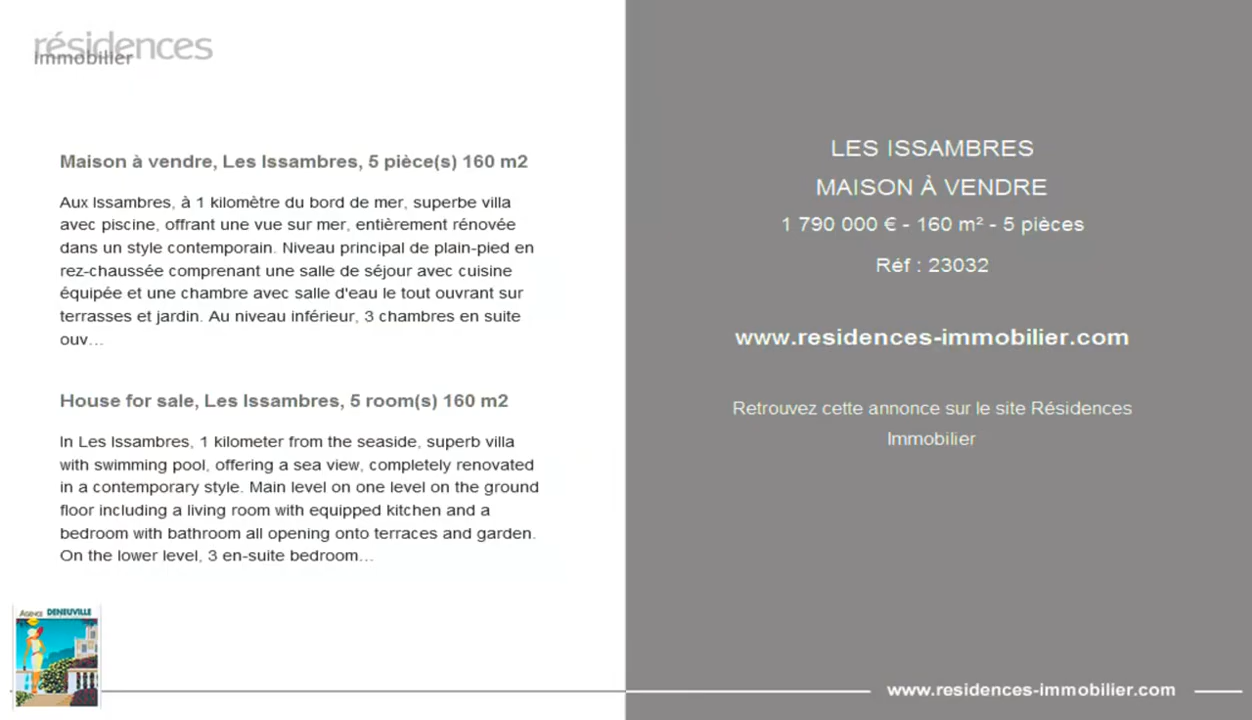 résidences
Immobilier
Maison à vendre, Les Issambres, 5 pièce(s) 160 m2
Aux Issambres, à 1 kilomètre du bord de mer, superbe villa
avec piscine, offrant une vue sur mer, entièrement rénovée
dans un style contemporain. Niveau principal de plain-pied en
rez-chaussée comprenant une salle de séjour avec cuisine
équipée et une chambre avec salle d'eau le tout ouvrant sur
terrasses et jardin. Au niveau inférieur, 3 chambres en suite
ouv...
House for sale, Les Issambres, 5 room(s) 160 m2
In Les Issambres, 1 kilometer from the seaside, superb villa
with swimming pool, offering a sea view, completely renovated
in a contemporary style. Main level on one level on the ground
floor including a living room with equipped kitchen and a
bedroom with bathroom all opening onto terraces and garden.
On the lower level, 3 en-suite bedroom...
AGENCE DENEUVILLE
LES ISSAMBRES
MAISON À VENDRE
1 790 000 € - 160 m² - 5 pièces
Réf : 23032
www.residences-immobilier.com
Retrouvez cette annonce sur le site Résidences
Immobilier
www.residences-immobilier.com